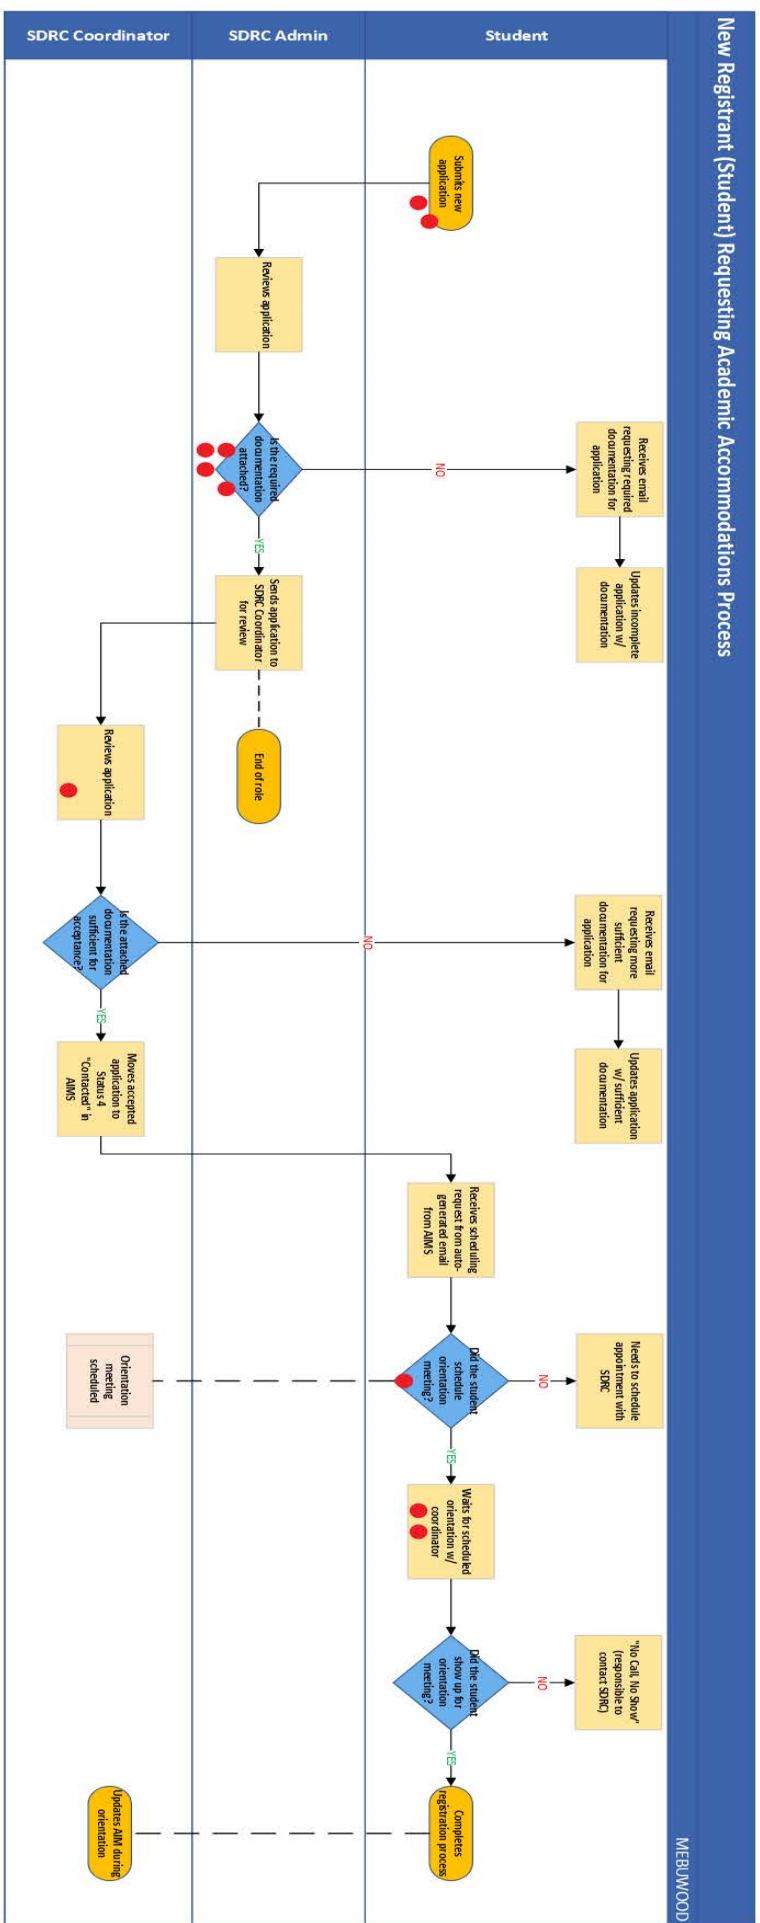 New Registrant (Student) Requesting Academic Accommodations Process
MEBUWOOD
Student
SDRC Admin
SDRC Coordinator
Submits new
application
Reviews application
Is the required
documentation
attached?
NO
Receives email
requesting required
documentation for
application
Updates incomplete
application w/
documentation
YES
Sends application to
SDRC Coordinator
for review
End of role
Reviews application
Is the attached
documentation
sufficient for
acceptance?
NO
Receives email
requesting more
sufficient
documentation for
application
Updates application
w/ sufficient
documentation
YES
Moves accepted
application to
Status 4
"Contacted" in
AIMS
Receives scheduling
request from auto-
generated email
from AIMS
Did the student
schedule
orientation
meeting?
NO
Needs to schedule
appointment with
SDRC
Orientation
meeting
scheduled
YES
Waits for scheduled
orientation w/
coordinator
Did the student
show up for
orientation
meeting?
NO
"No Call, No Show"
(responsible to
contact SDRC)
YES
Completes
registration process
Updates AIM during
orientation